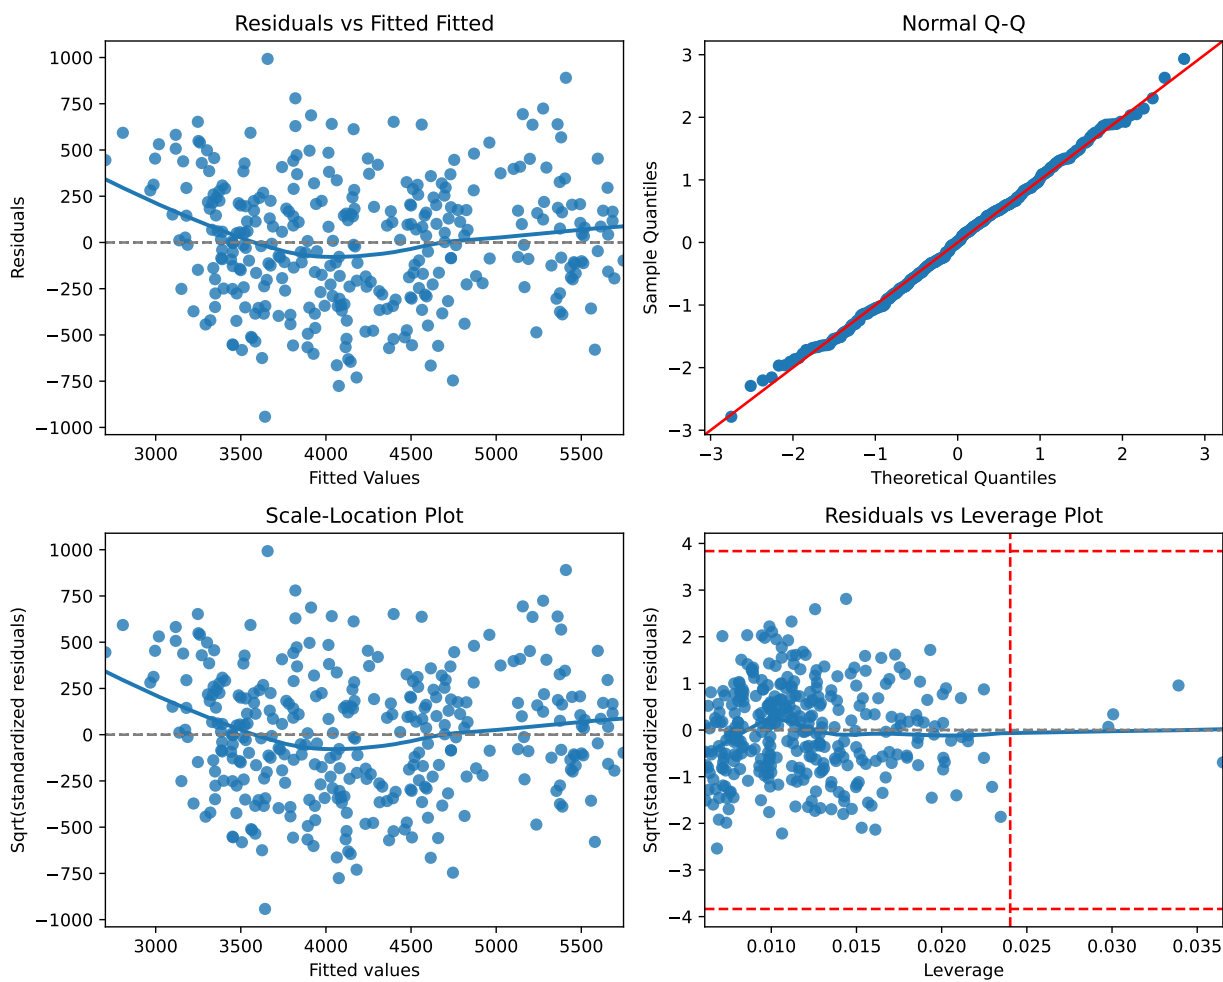 Residuals vs Fitted Fitted
1000
750
500
250
0
−250
−500
−750
−1000
Residuals
3000 3500 4000 4500 5000 5500
Fitted Values
Normal Q-Q
3
2
1
0
−1
−2
−3
Sample Quantiles
−3 −2 −1 0 1 2 3
Theoretical Quantiles
Scale-Location Plot
1000
750
500
250
0
−250
−500
−750
−1000
Sqrt(standardized residuals)
3000 3500 4000 4500 5000 5500
Fitted values
Residuals vs Leverage Plot
4
3
2
1
0
−1
−2
−3
−4
Sqrt(standardized residuals)
0.010 0.015 0.020 0.025 0.030 0.035
Leverage